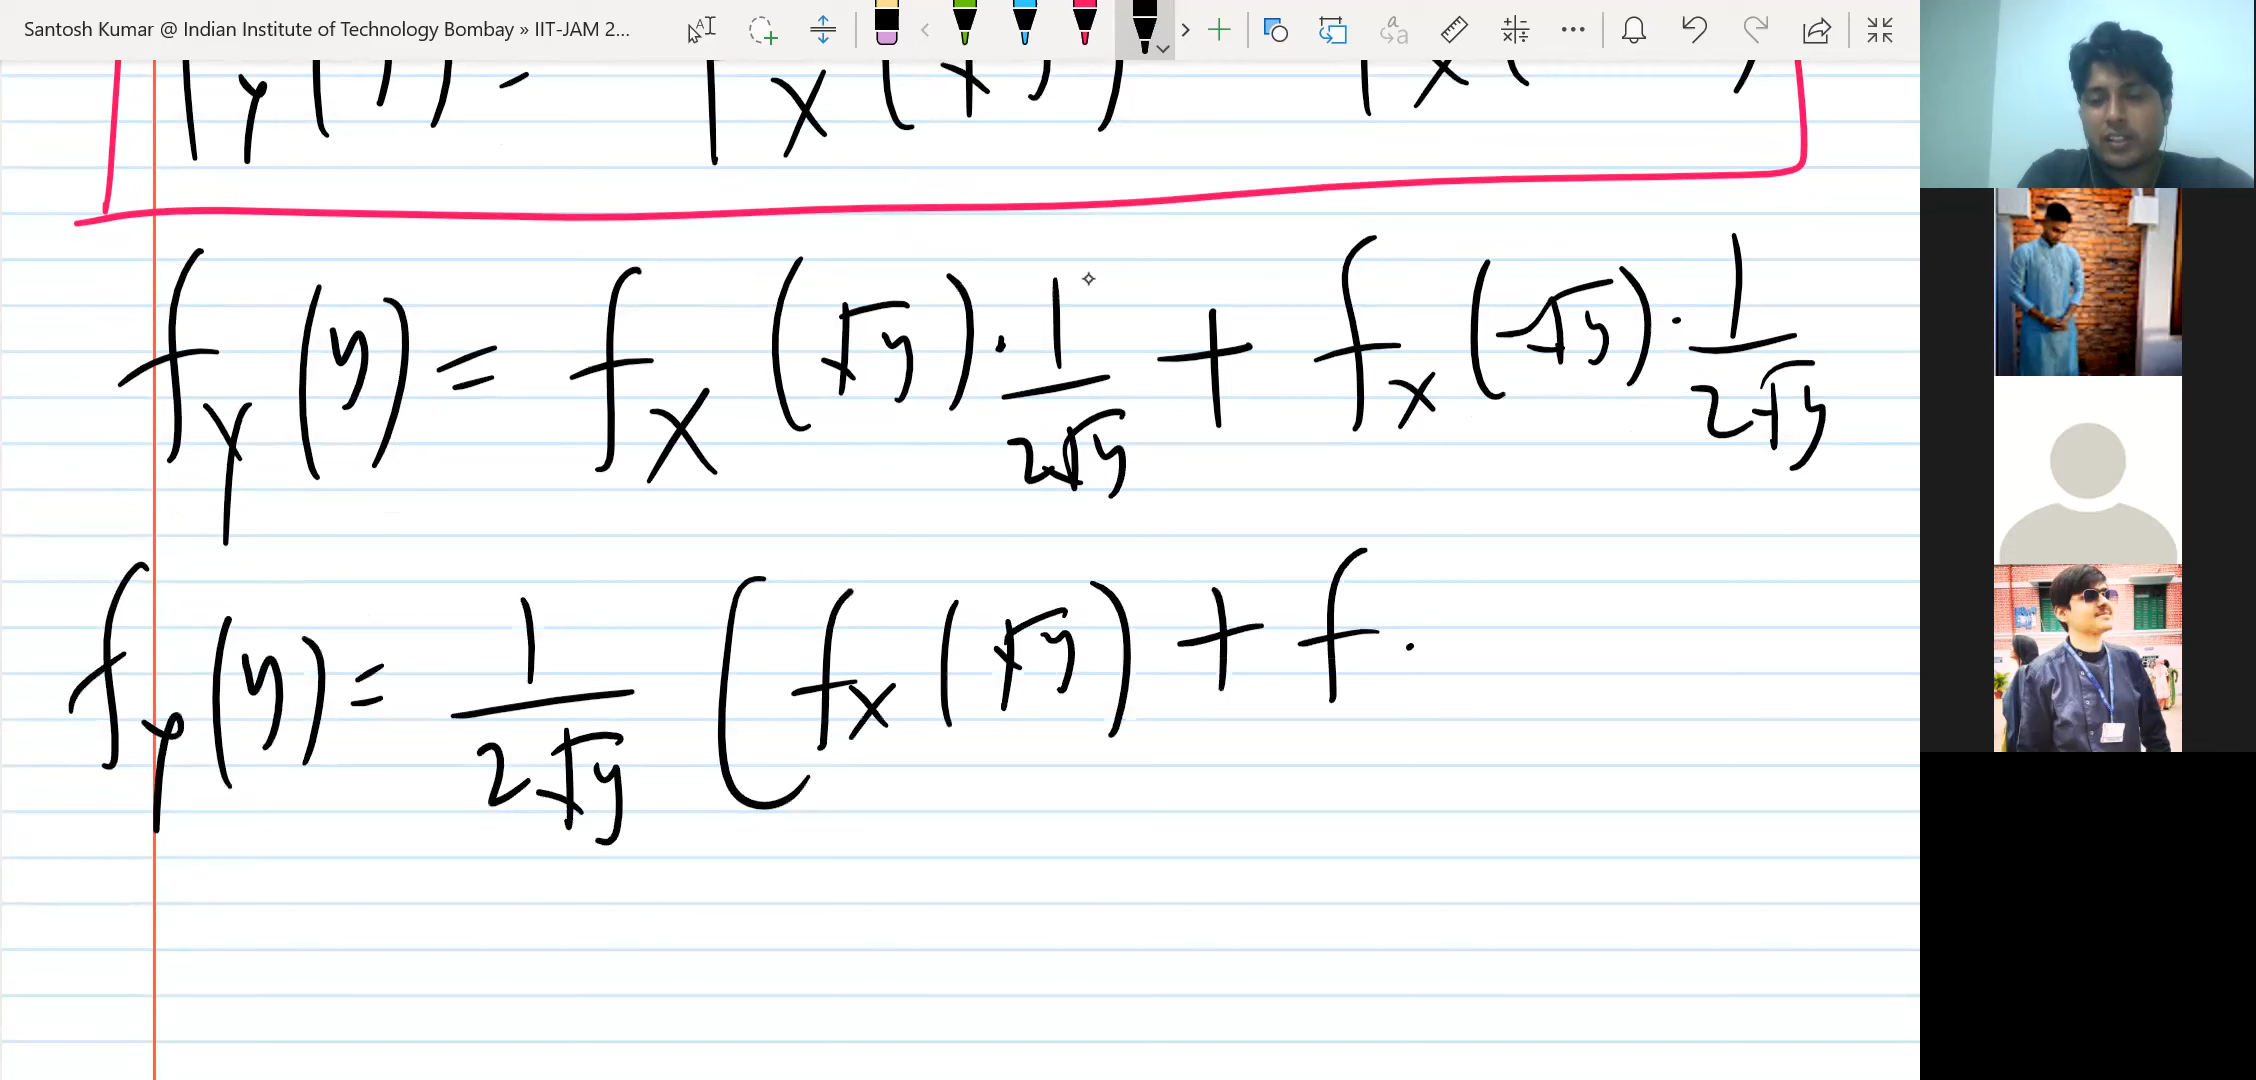 Santosh Kumar @ Indian Institute of Technology Bombay » IIT-JAM 2...
f_Y(y) = f_X(√y) · 1/(2√y) + f_X(-√y) · 1/(2√y)
f_Y(y) = 1/(2√y) (f_X(√y) + f.